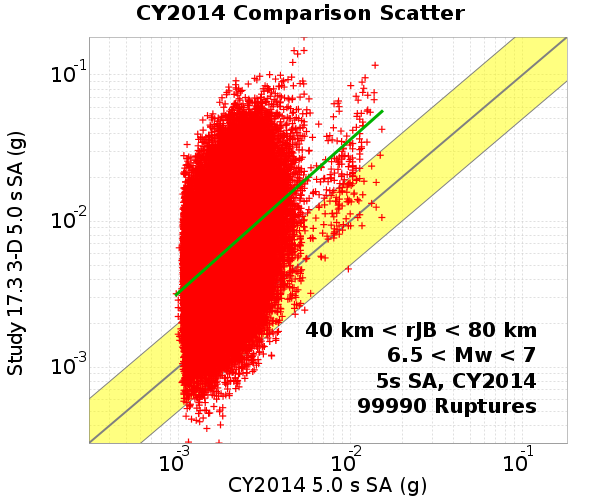 CY2014 Comparison Scatter
Study 17.3 3-D 5.0 s SA (g)
10⁻¹
10⁻²
10⁻³
40 km < rJB < 80 km
6.5 < Mw < 7
5s SA, CY2014
99990 Ruptures
10⁻³ 10⁻² 10⁻¹
CY2014 5.0 s SA (g)